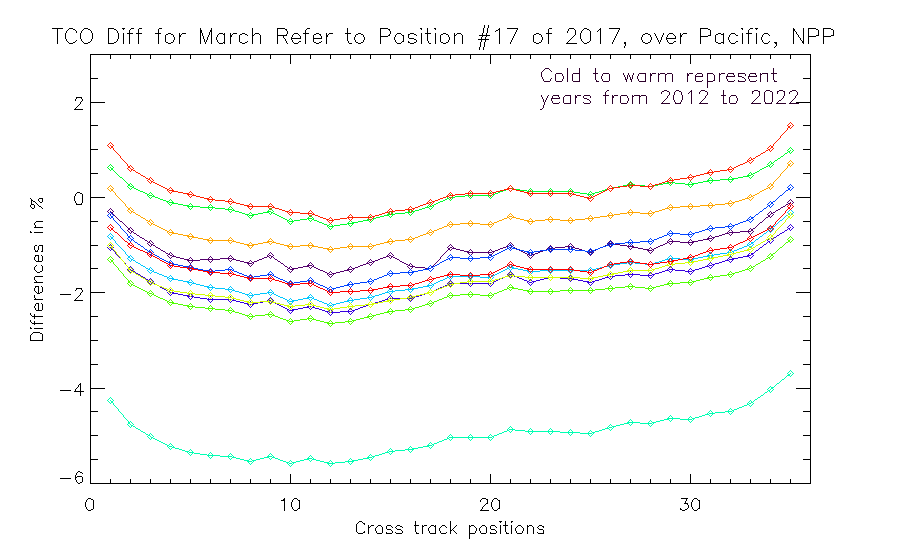 TCO Diff for March Refer to Position #17 of 2017, over Pacific, NPP
Cold to warm represent
years from 2012 to 2022
2
0
-2
-4
-6
Differences in %
0 10 20 30
Cross track positions